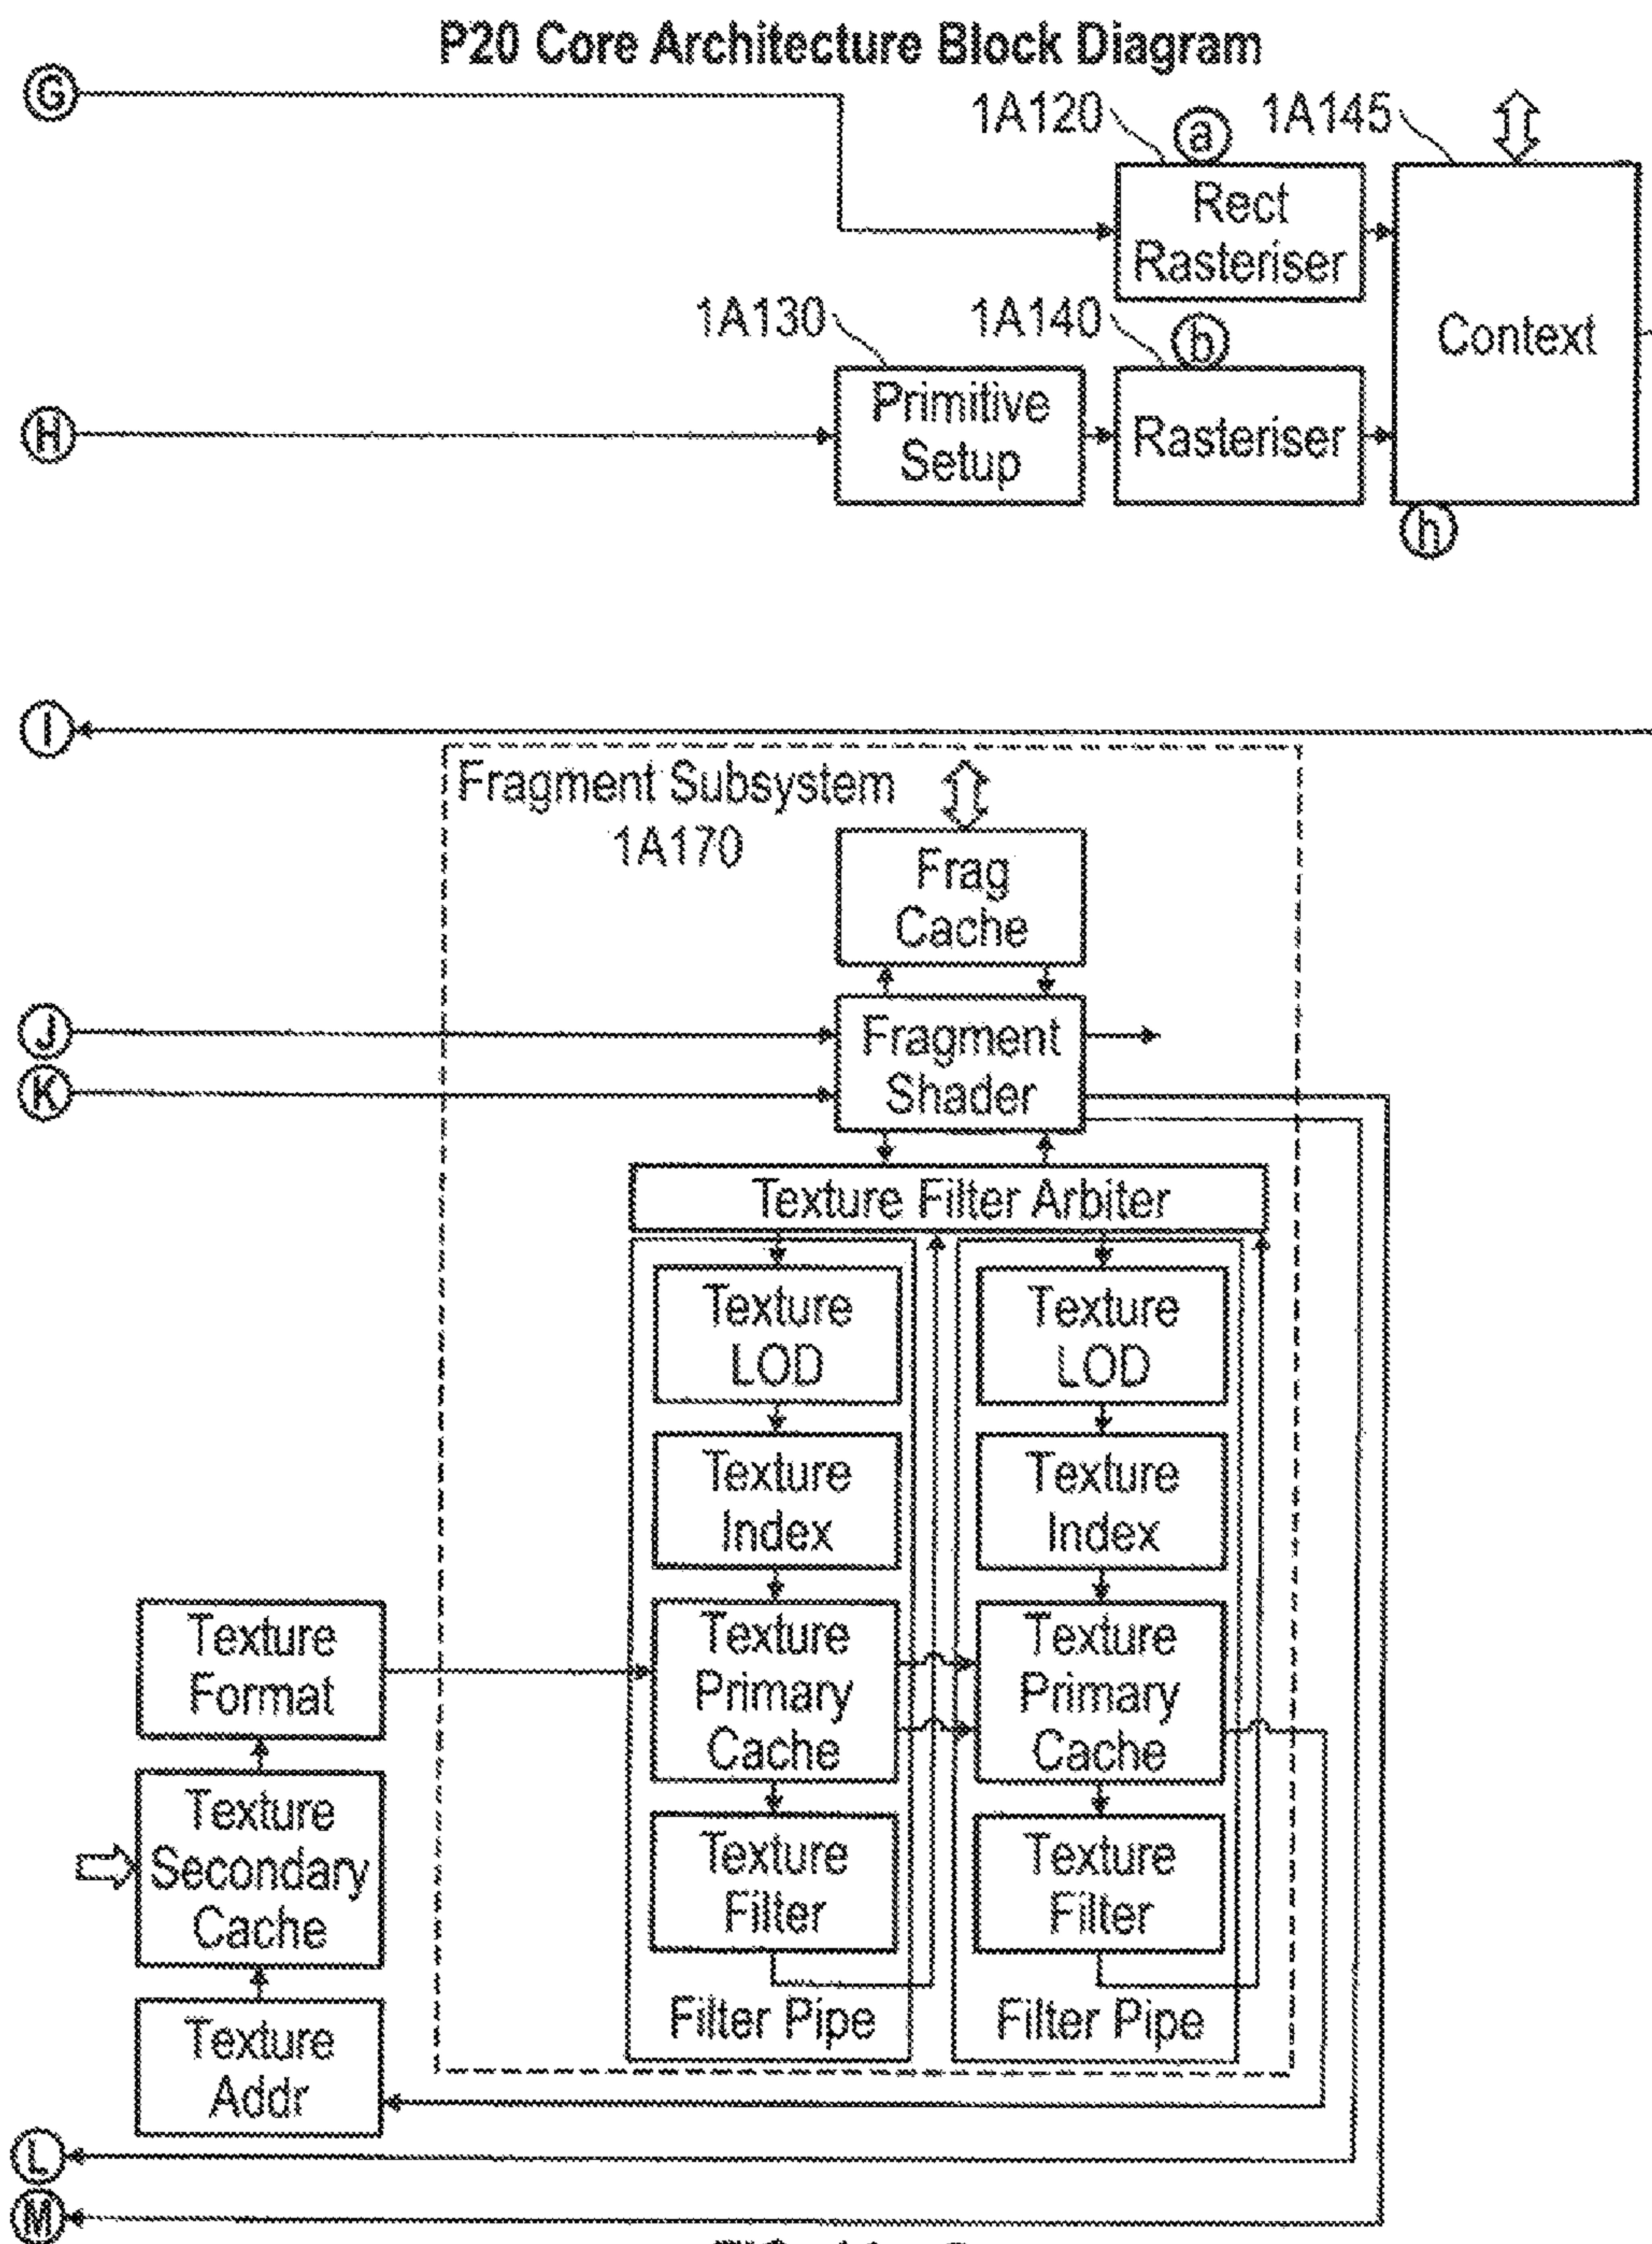 P20 Core Architecture Block Diagram
G
1A120
a
1A145
Rect
Rasteriser
Context
1A130
1A140
b
H
Primitive
Setup
Rasteriser
h
I
Fragment Subsystem
1A170
Frag
Cache
J
K
Fragment
Shader
Texture Filter Arbiter
Texture
LOD
Texture
LOD
Texture
Index
Texture
Index
Texture
Format
Texture
Primary
Cache
Texture
Primary
Cache
Texture
Secondary
Cache
Texture
Filter
Texture
Filter
Filter Pipe
Filter Pipe
Texture
Addr
L
M